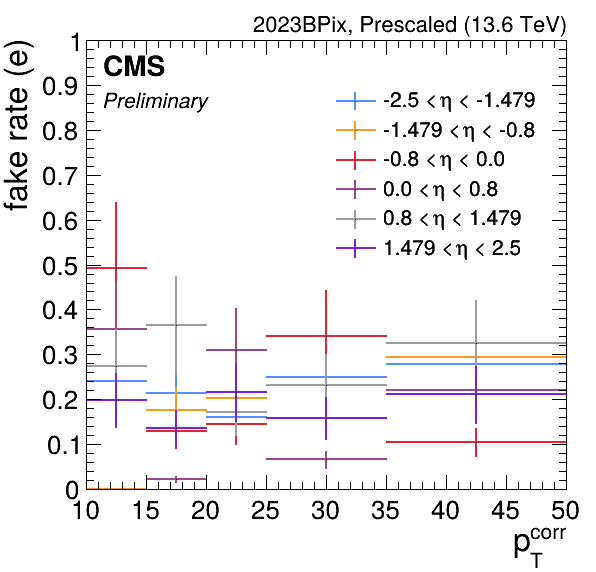 2023BPix, Prescaled (13.6 TeV)
fake rate (e)
CMS
Preliminary
-2.5 < η < -1.479
-1.479 < η < -0.8
-0.8 < η < 0.0
0.0 < η < 0.8
0.8 < η < 1.479
1.479 < η < 2.5
1
0.9
0.8
0.7
0.6
0.5
0.4
0.3
0.2
0.1
0
10 15 20 25 30 35 40 45 50
p_T^corr